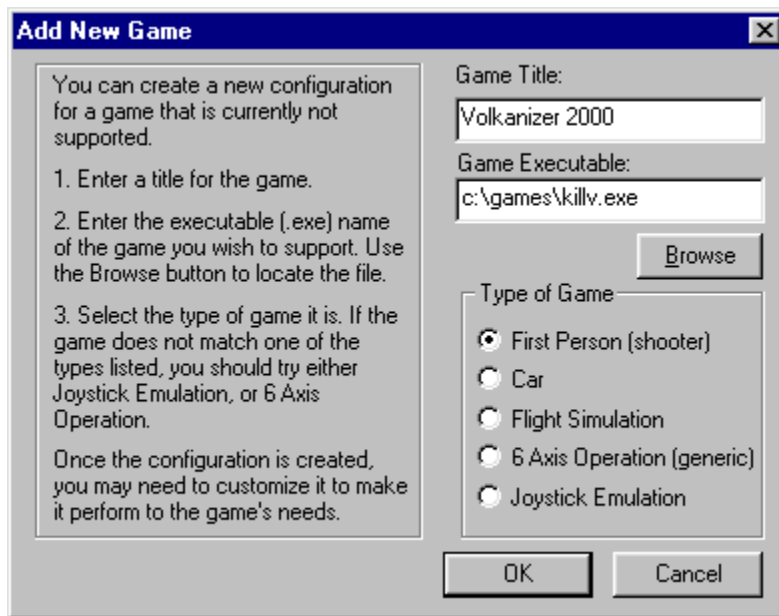 Add New Game
You can create a new configuration
for a game that is currently not
supported.
1. Enter a title for the game.
2. Enter the executable (.exe) name
of the game you wish to support. Use
the Browse button to locate the file.
3. Select the type of game it is. If the
game does not match one of the
types listed, you should try either
Joystick Emulation, or 6 Axis
Operation.
Once the configuration is created,
you may need to customize it to make
it perform to the game's needs.
Game Title:
Volkanizer 2000
Game Executable:
c:\games\killv.exe
Browse
Type of Game
First Person (shooter)
Car
Flight Simulation
6 Axis Operation (generic)
Joystick Emulation
OK
Cancel